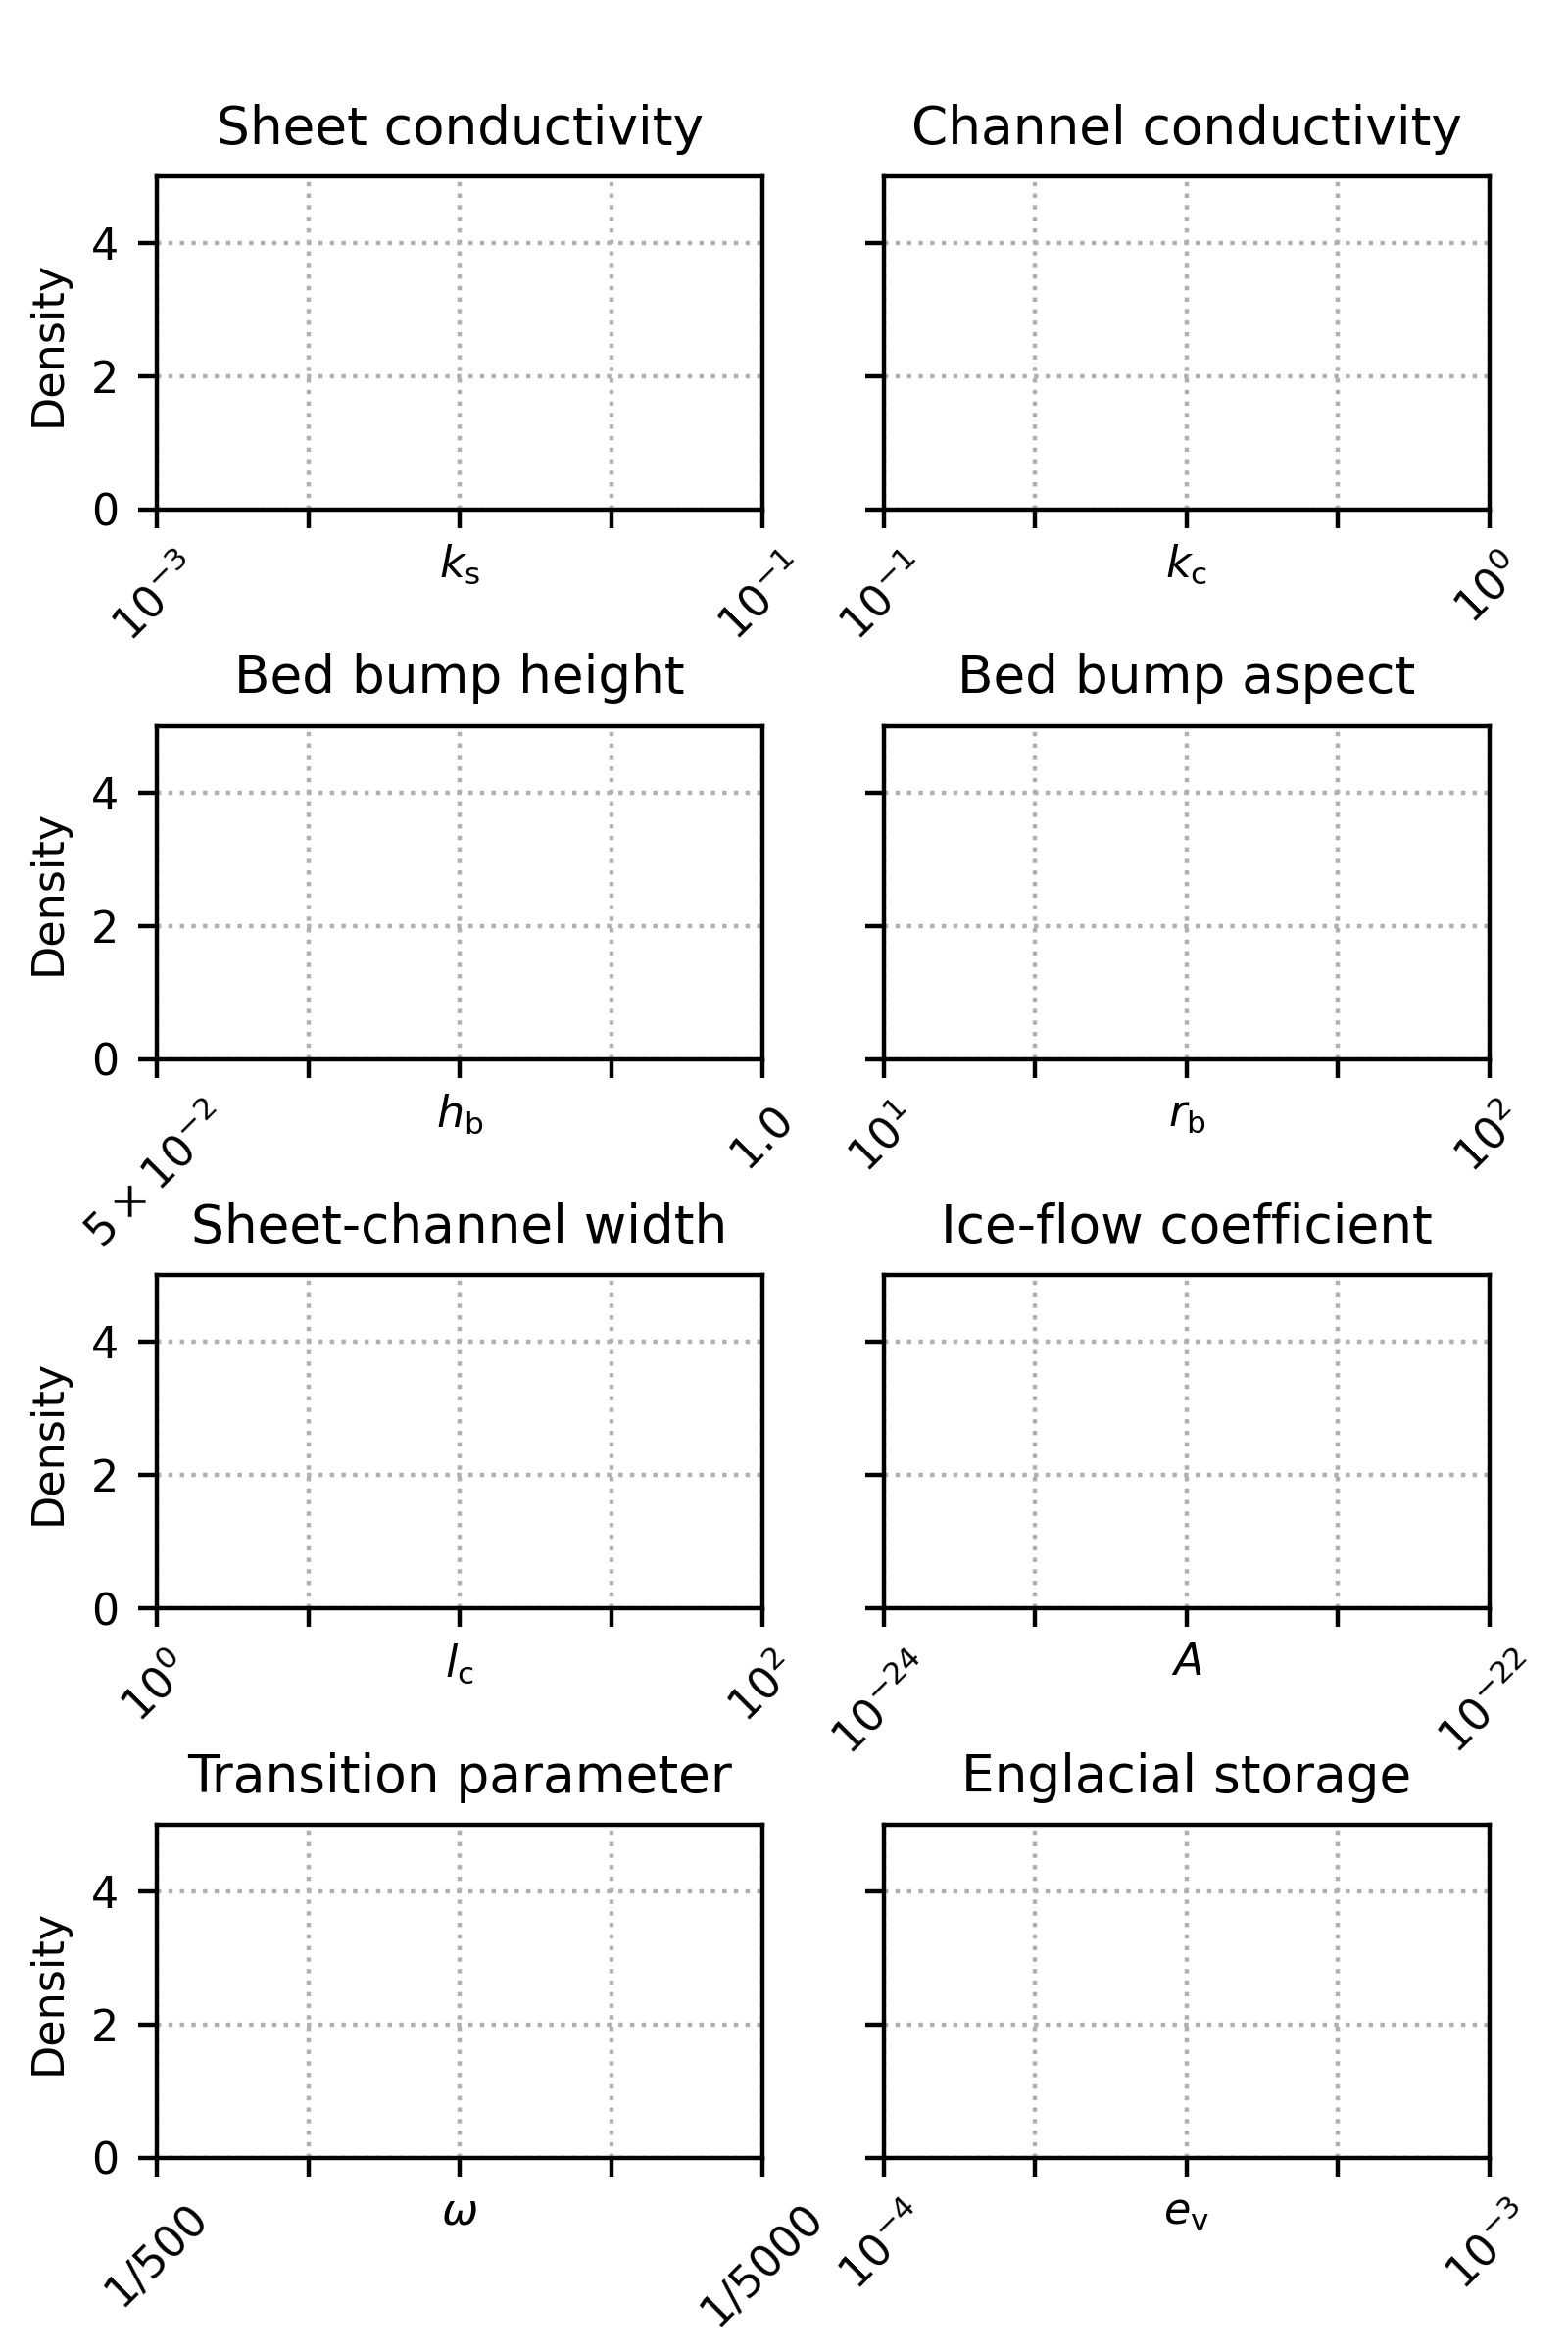 Sheet conductivity
Density
4
2
0
10⁻³
kₛ
10⁻¹
Channel conductivity
10⁻¹
k_c
10⁰
Bed bump height
Density
4
2
0
5 × 10⁻²
h_b
1.0
Bed bump aspect
10¹
r_b
10²
Sheet-channel width
Density
4
2
0
10⁰
l_c
10²
Ice-flow coefficient
10⁻²⁴
A
10⁻²²
Transition parameter
Density
4
2
0
1/500
ω
1/5000
Englacial storage
10⁻⁴
e_v
10⁻³